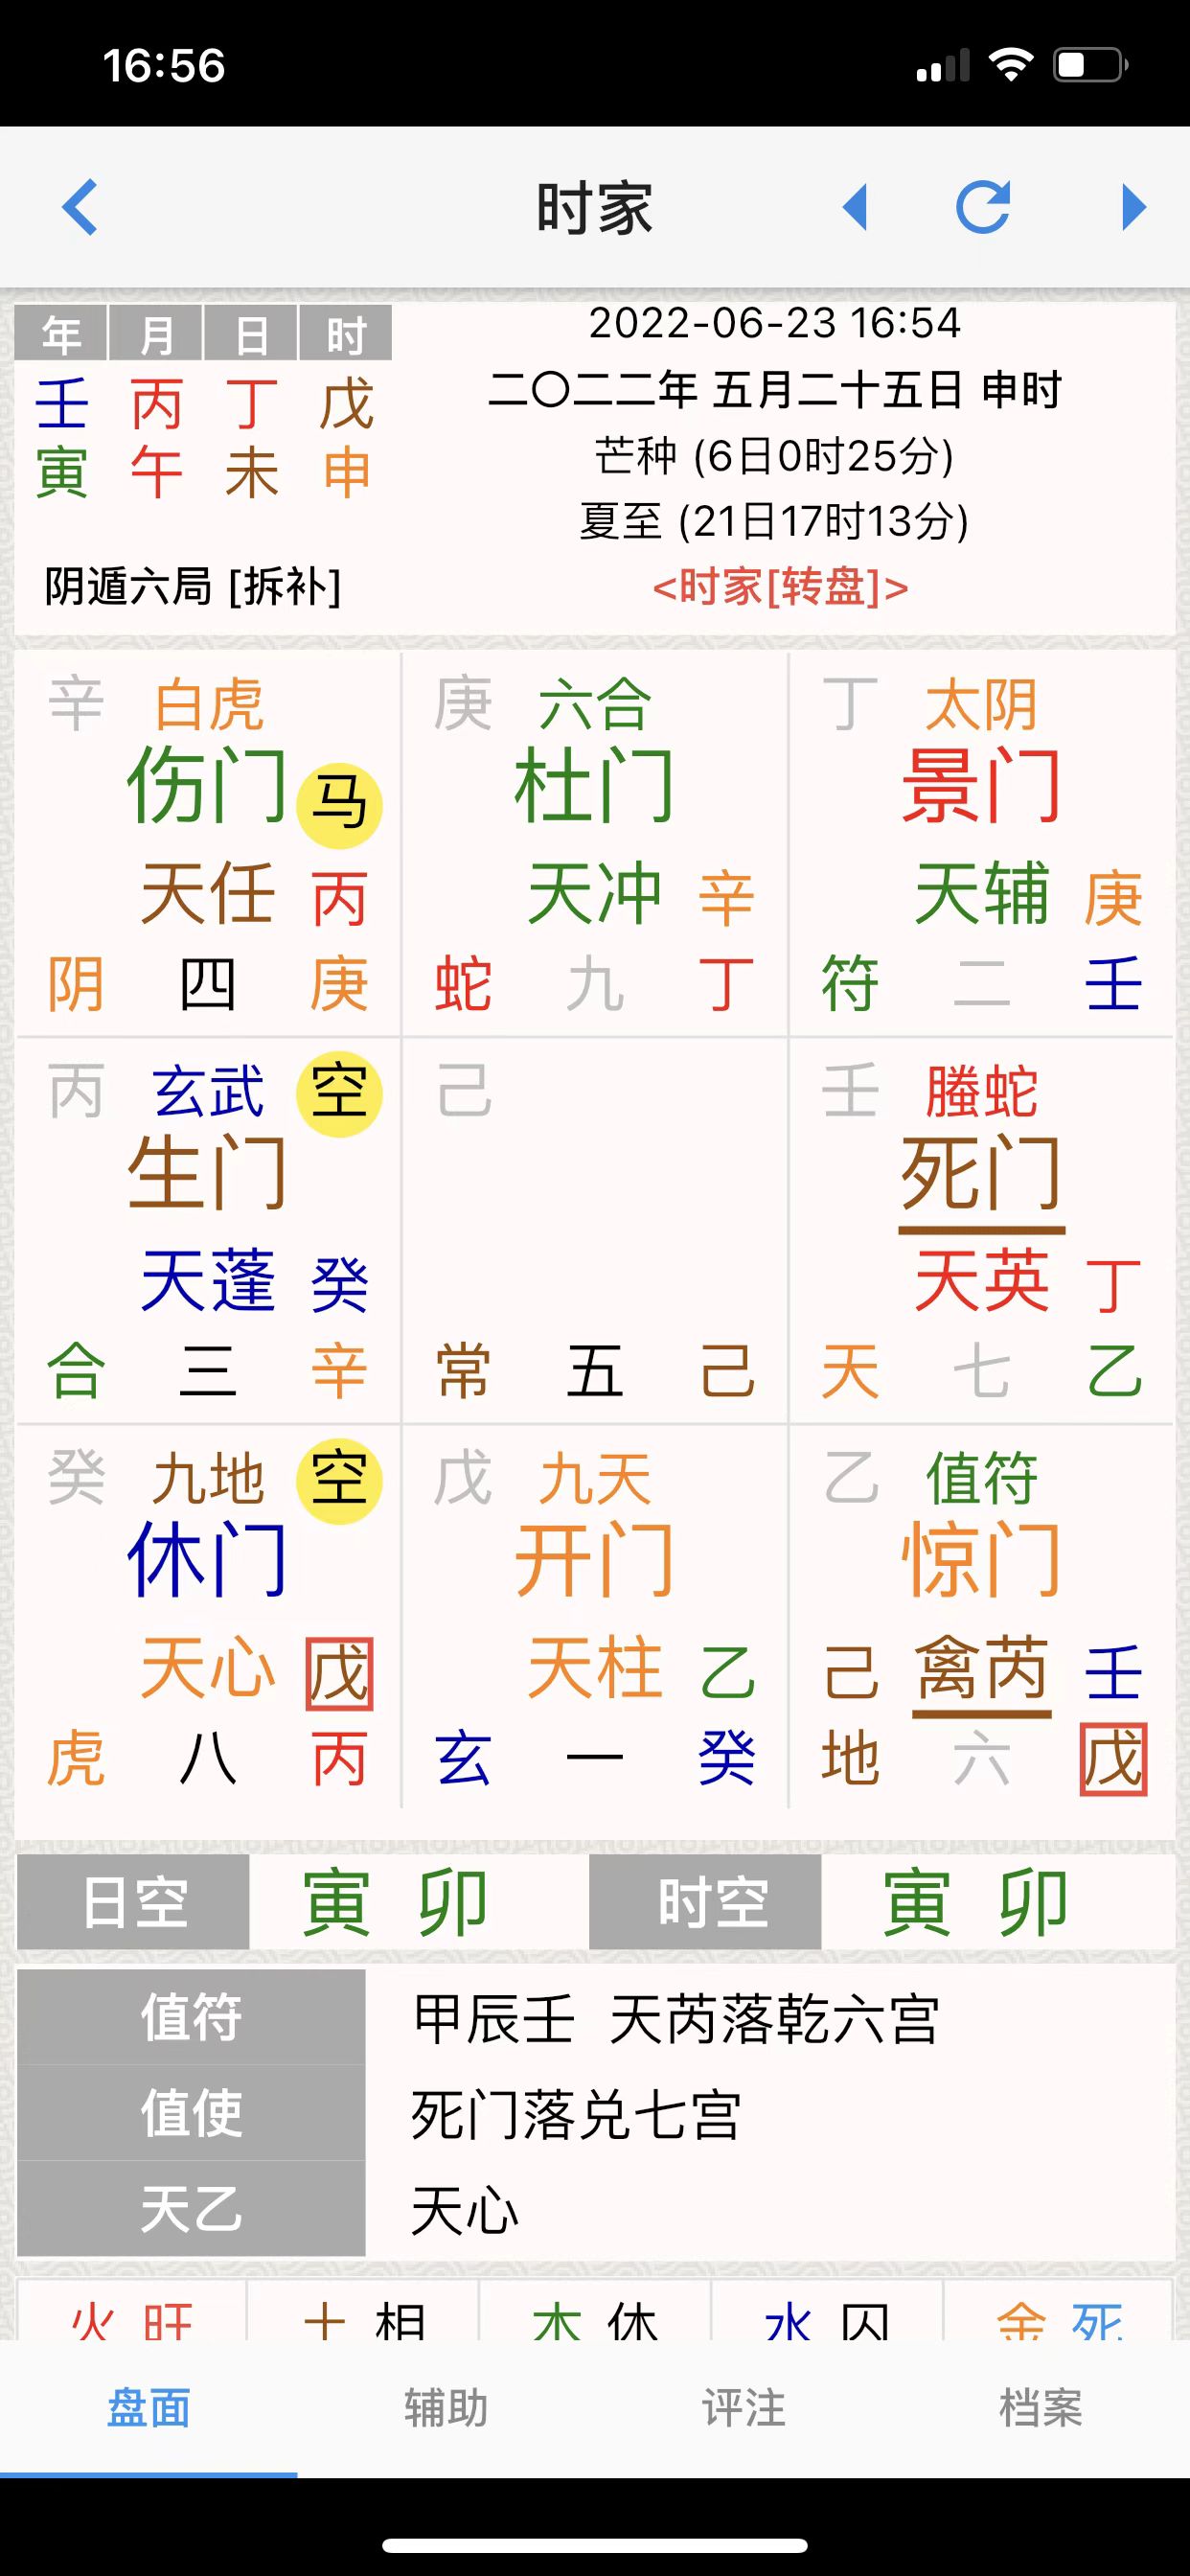 16:56
时家
年 月 日 时
壬 丙 丁 戊
寅 午 未 申
2022-06-23 16:54
二〇二二年 五月二十五日 申时
芒种 (6日0时25分)
夏至 (21日17时13分)
阴遁六局 [拆补]
<时家[转盘]>
辛 白虎
伤门 马
天任 丙
阴 四 庚
庚 六合
杜门
天冲 辛
蛇 九 丁
丁 太阴
景门
天辅 庚
符 二 壬
丙 玄武 空
生门
天蓬 癸
合 三 辛
己
常 五 己
壬 螣蛇
死门
天英 丁
天 七 乙
癸 九地 空
休门
天心 戊
虎 八 丙
戊 九天
开门
天柱 乙
玄 一 癸
乙 值符
惊门
己 禽芮 壬
地 六 戊
日空 寅 卯 时空 寅 卯
值符 甲辰壬 天芮落乾六宫
值使 死门落兑七宫
天乙 天心
火 旺 土 相 木 休 水 囚 金 死
盘面 辅助 评注 档案